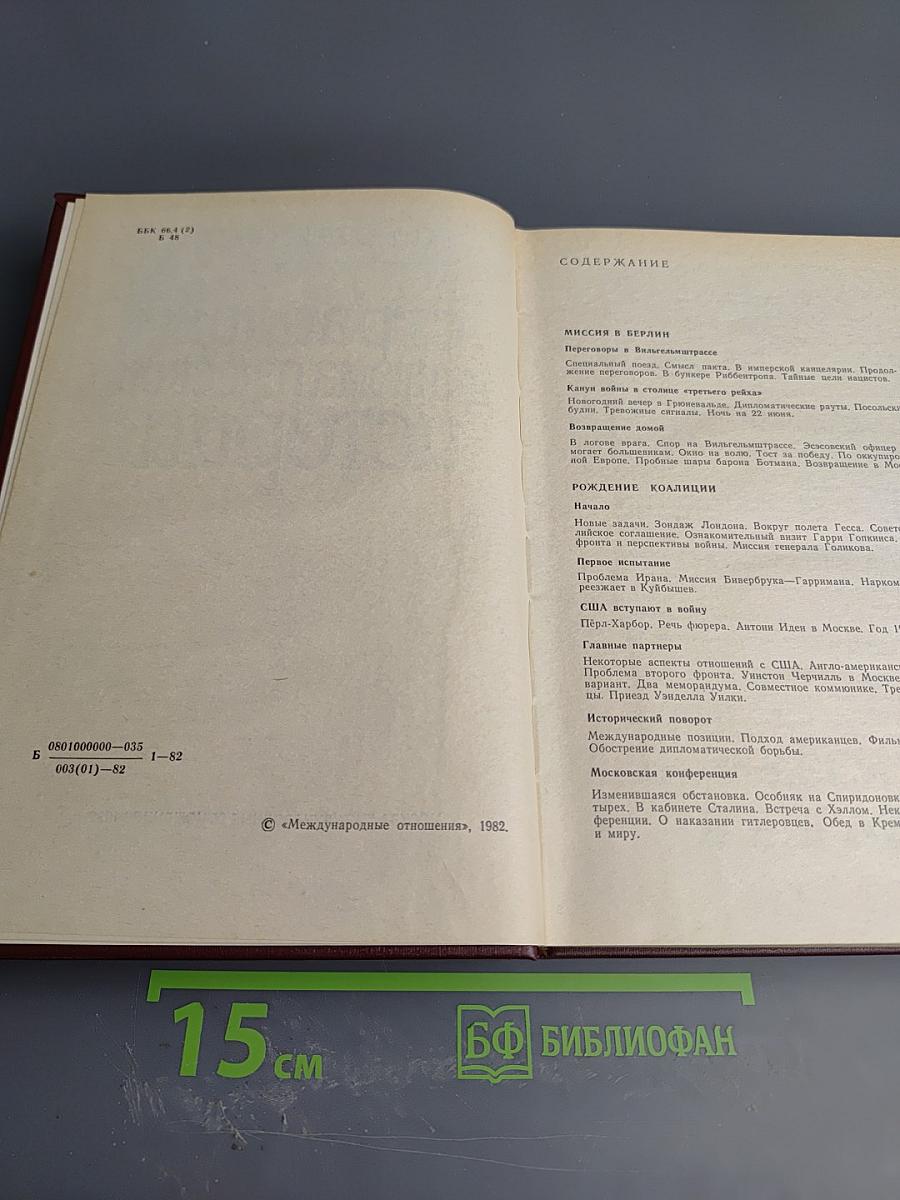 ББК 66.4 (2)
Б 48
Б 0801000000—035 1—82
003(01)—82
© «Международные отношения», 1982.
СОДЕРЖАНИЕ
МИССИЯ В БЕРЛИН
Переговоры в Вильгельмштрассе
Специальный поезд. Смысл пакта. В имперской канцелярии. Продол-
жение переговоров. В бункере Риббентропа. Тайные цели нацистов.
Канун войны в столице «третьего рейха»
Новогодний вечер в Грюневальде. Дипломатические рауты. Посольски
будни. Тревожные сигналы. Ночь на 22 июня.
Возвращение домой
В логове врага. Спор на Вильгельмштрассе. Эсэсовский офицер
могает большевикам. Окно на волю. Тост за победу. По оккупиро
ной Европе. Пробные шары барона Ботмана. Возвращение в Мос
РОЖДЕНИЕ КОАЛИЦИИ
Начало
Новые задачи. Зондаж Лондона. Вокруг полета Гесса. Совето
лийское соглашение. Ознакомительный визит Гарри Гопкинса.
фронта и перспективы войны. Миссия генерала Голикова.
Первое испытание
Проблема Ирана. Миссия Бивербрука—Гарримана. Нарком
реезжает в Куйбышев.
США вступают в войну
Пёрл-Харбор. Речь фюрера. Антони Иден в Москве. Год 19
Главные партнеры
Некоторые аспекты отношений с США. Англо-американск
Проблема второго фронта. Уинстон Черчилль в Москве
вариант. Два меморандума. Совместное коммюнике. Тре
цы. Приезд Уэнделла Уилки.
Исторический поворот
Международные позиции. Подход американцев. Фильм
Обострение дипломатической борьбы.
Московская конференция
Изменившаяся обстановка. Особняк на Спиридоновк
тырех. В кабинете Сталина. Встреча с Хэллом. Нек
ференции. О наказании гитлеровцев. Обед в Крем
и миру.
15 см
БФ БИБЛИОФАН